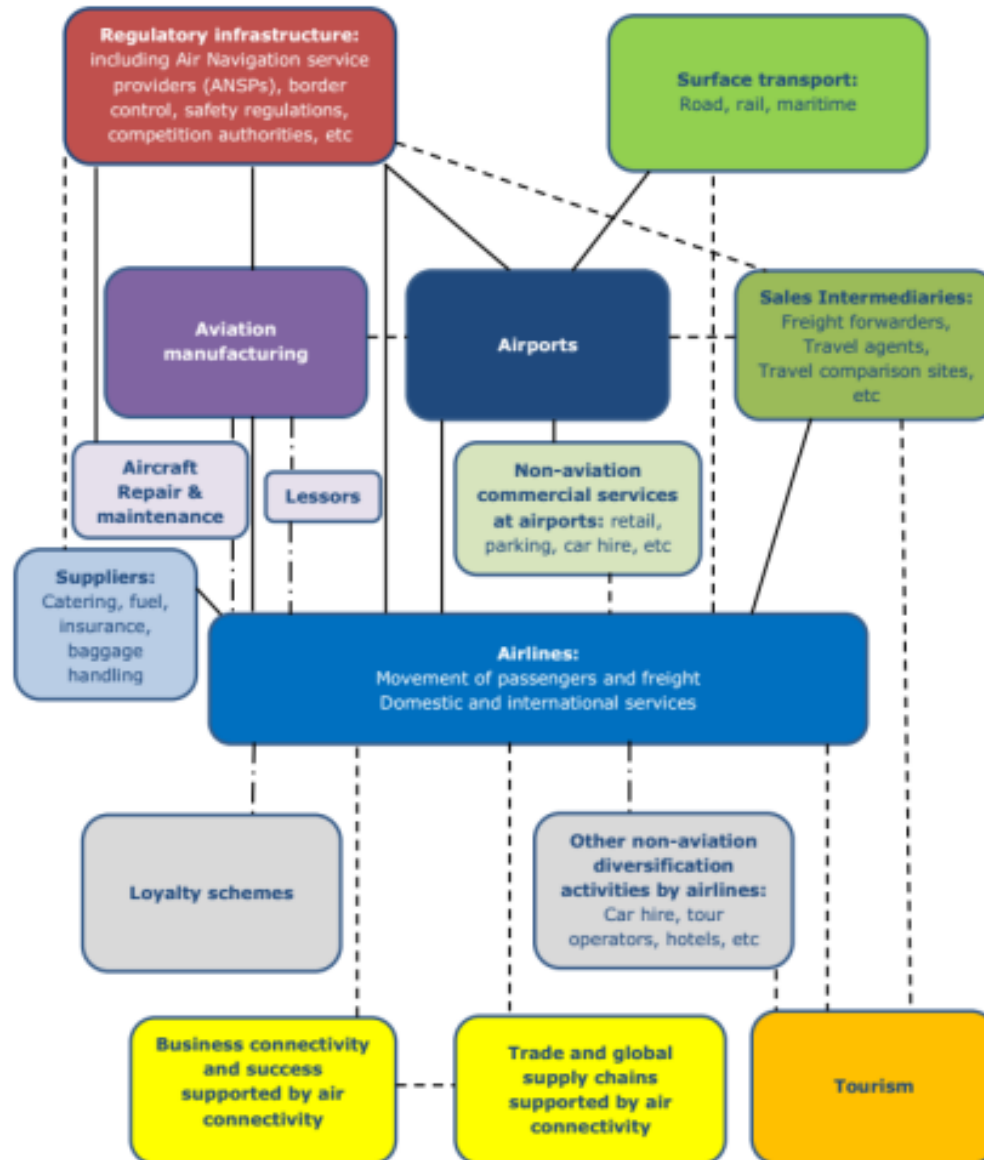 Regulatory infrastructure:
including Air Navigation service
providers (ANSPs), border
control, safety regulations,
competition authorities, etc
Surface transport:
Road, rail, maritime
Aviation
manufacturing
Airports
Sales Intermediaries:
Freight forwarders,
Travel agents,
Travel comparison sites,
etc
Aircraft
Repair &
maintenance
Lessors
Non-aviation
commercial services
at airports: retail,
parking, car hire, etc
Suppliers:
Catering, fuel,
insurance,
baggage
handling
Airlines:
Movement of passengers and freight
Domestic and international services
Loyalty schemes
Other non-aviation
diversification
activities by airlines:
Car hire, tour
operators, hotels, etc
Business connectivity
and success
supported by air
connectivity
Trade and global
supply chains
supported by air
connectivity
Tourism